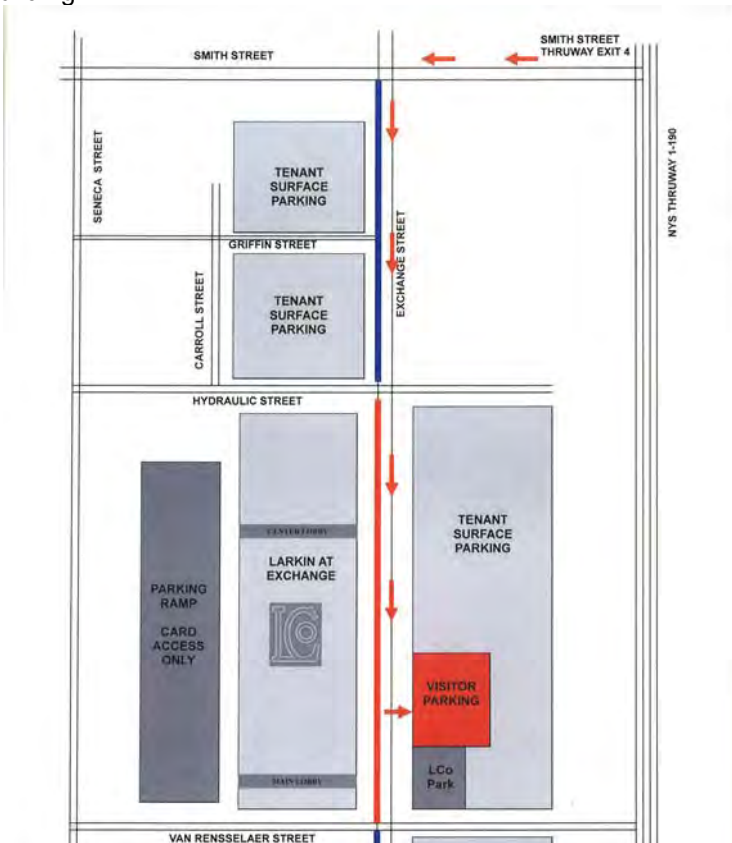 SMITH STREET
SMITH STREET
THRUWAY EXIT 4
SENECA STREET
NYS THRUWAY 1-190
TENANT
SURFACE
PARKING
EXCHANGE STREET
GRIFFIN STREET
CARROLL STREET
TENANT
SURFACE
PARKING
HYDRAULIC STREET
CENTER LOBBY
LARKIN AT
EXCHANGE
TENANT
SURFACE
PARKING
PARKING
RAMP
CARD
ACCESS
ONLY
VISITOR
PARKING
LCo
Park
MAIN LOBBY
VAN RENSSELAER STREET